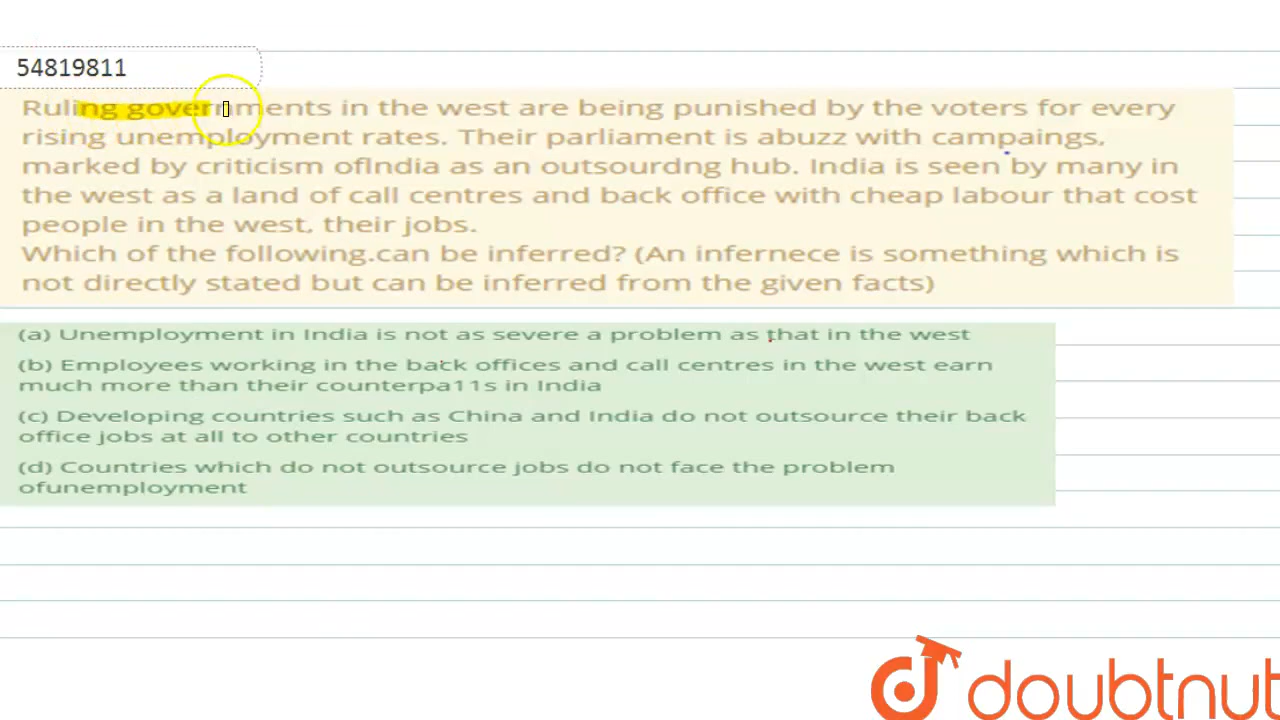 54819811
Ruling governments in the west are being punished by the voters for every
rising unemployment rates. Their parliament is abuzz with campaings,
marked by criticism ofIndia as an outsourdng hub. India is seen by many in
the west as a land of call centres and back office with cheap labour that cost
people in the west, their jobs.
Which of the following.can be inferred? (An infernece is something which is
not directly stated but can be inferred from the given facts)
(a) Unemployment in India is not as severe a problem as that in the west
(b) Employees working in the back offices and call centres in the west earn
much more than their counterpa11s in India
(c) Developing countries such as China and India do not outsource their back
office jobs at all to other countries
(d) Countries which do not outsource jobs do not face the problem
ofunemployment
doubtnut